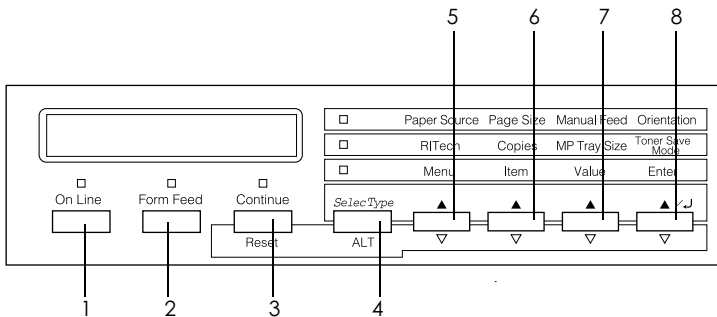 5 6 7 8
Paper Source Page Size Manual Feed Orientation
RITech Copies MP Tray Size Toner Save Mode
Menu Item Value Enter
On Line Form Feed Continue SelecType
Reset ALT
1 2 3 4